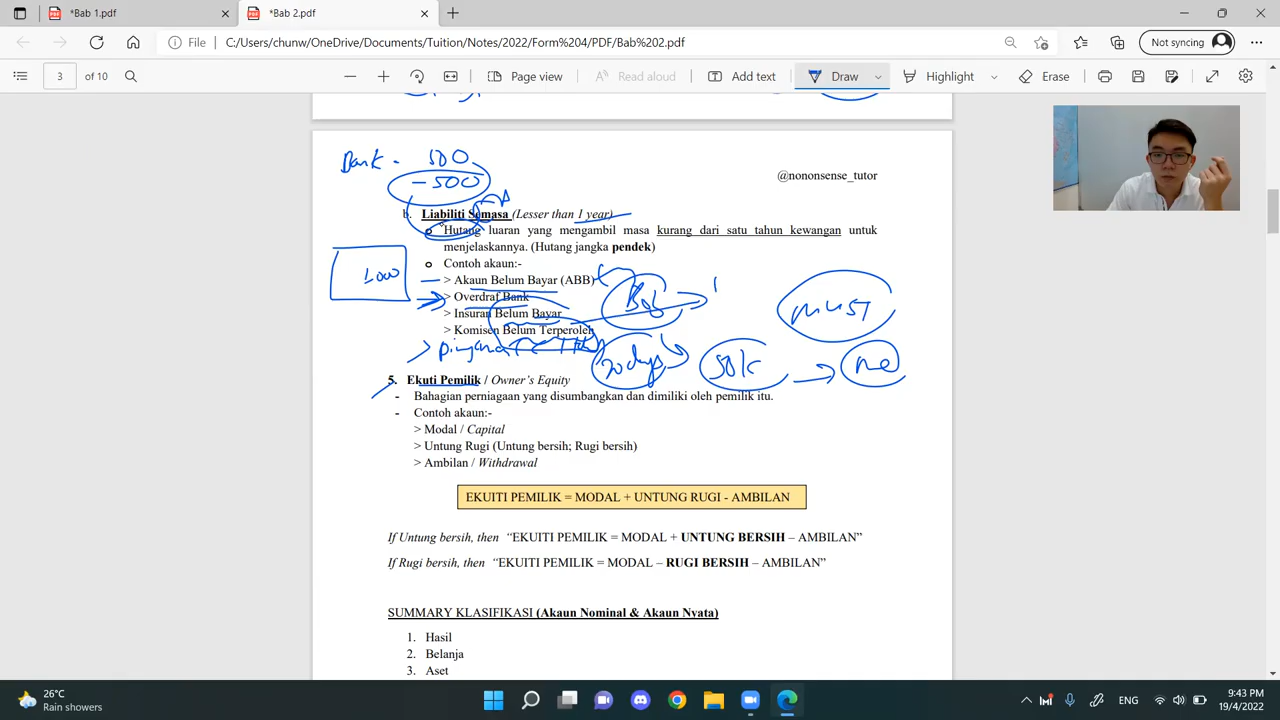 *Bab 1.pdf
*Bab 2.pdf
File
C:/Users/chunw/OneDrive/Documents/Tuition/Notes/2022/Form%204/PDF/Bab%202.pdf
Not syncing
3 of 10
Page view
Read aloud
Add text
Draw
Highlight
Erase
Bank - 500
- 500
@nononsense_tutor
b. Liabiliti Semasa (Lesser than 1 year)
o Hutang luaran yang mengambil masa kurang dari satu tahun kewangan untuk
menjelaskannya. (Hutang jangka pendek)
o Contoh akaun:-
1000
> Akaun Belum Bayar (ABB)
> Overdraf Bank
> Insuran Belum Bayar
> Komisen Belum Terperoleh
must
> pinjaman
30 days
50k
me
5. Ekuti Pemilik / Owner's Equity
- Bahagian perniagaan yang disumbangkan dan dimiliki oleh pemilik itu.
- Contoh akaun:-
> Modal / Capital
> Untung Rugi (Untung bersih; Rugi bersih)
> Ambilan / Withdrawal
EKUITI PEMILIK = MODAL + UNTUNG RUGI - AMBILAN
If Untung bersih, then “EKUITI PEMILIK = MODAL + UNTUNG BERSIH – AMBILAN”
If Rugi bersih, then “EKUITI PEMILIK = MODAL – RUGI BERSIH – AMBILAN”
SUMMARY KLASIFIKASI (Akaun Nominal & Akaun Nyata)
1. Hasil
2. Belanja
3. Aset
26°C
Rain showers
ENG
9:43 PM
19/4/2022